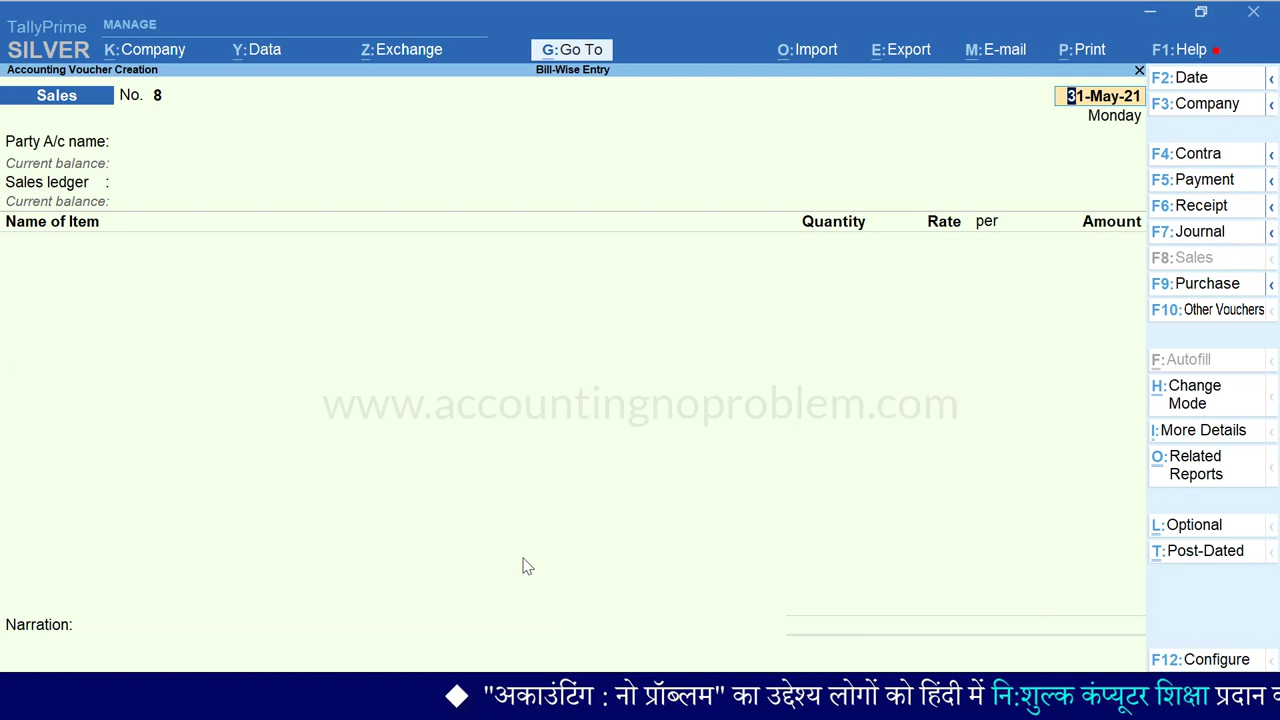 TallyPrime MANAGE
SILVER K:Company Y:Data Z:Exchange G:Go To O:Import E:Export M:E-mail P:Print F1:Help
Accounting Voucher Creation Bill-Wise Entry
Sales No. 8 31-May-21
Monday
Party A/c name:
Current balance:
Sales ledger :
Current balance:
Name of Item Quantity Rate per Amount
www.accountingnoproblem.com
Narration:
F2:Date
F3:Company
F4:Contra
F5:Payment
F6:Receipt
F7:Journal
F8:Sales
F9:Purchase
F10:Other Vouchers
F:Autofill
H:Change
Mode
I:More Details
O:Related
Reports
L:Optional
T:Post-Dated
F12:Configure
"अकाउंटिंग : नो प्रॉब्लम" का उद्देश्य लोगों को हिंदी में नि:शुल्क कंप्यूटर शिक्षा प्रदान